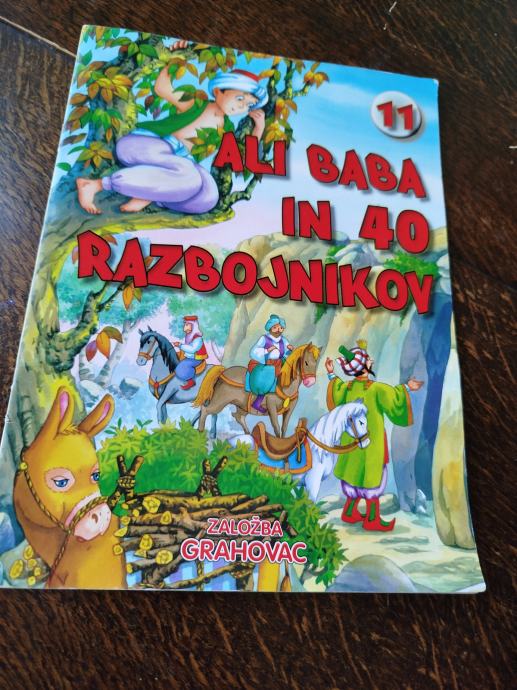 11
ALI BABA
IN 40
RAZBOJNIKOV
ZALOŽBA
GRAHOVAC